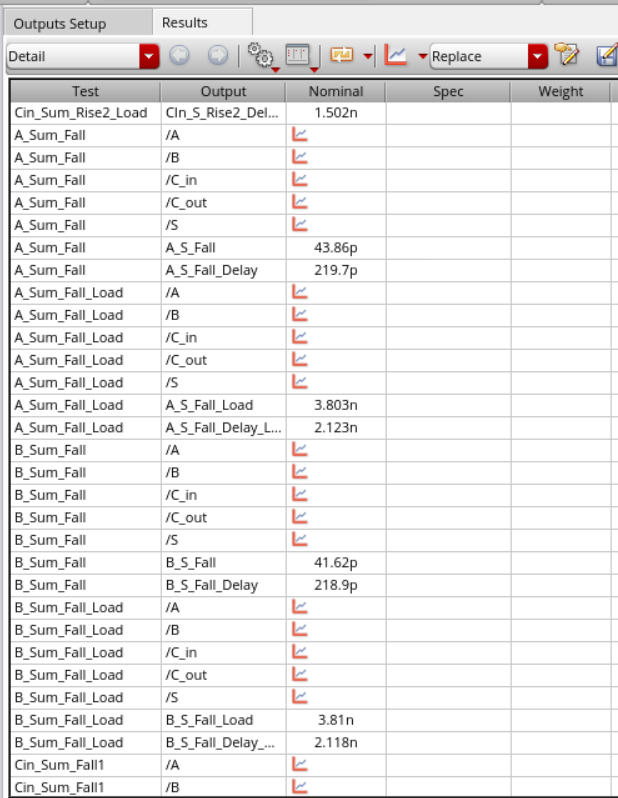 Outputs Setup Results
Detail Replace
Test Output Nominal Spec Weight
Cin_Sum_Rise2_Load CIn_S_Rise2_Del... 1.502n
A_Sum_Fall /A
A_Sum_Fall /B
A_Sum_Fall /C_in
A_Sum_Fall /C_out
A_Sum_Fall /S
A_Sum_Fall A_S_Fall 43.86p
A_Sum_Fall A_S_Fall_Delay 219.7p
A_Sum_Fall_Load /A
A_Sum_Fall_Load /B
A_Sum_Fall_Load /C_in
A_Sum_Fall_Load /C_out
A_Sum_Fall_Load /S
A_Sum_Fall_Load A_S_Fall_Load 3.803n
A_Sum_Fall_Load A_S_Fall_Delay_L... 2.123n
B_Sum_Fall /A
B_Sum_Fall /B
B_Sum_Fall /C_in
B_Sum_Fall /C_out
B_Sum_Fall /S
B_Sum_Fall B_S_Fall 41.62p
B_Sum_Fall B_S_Fall_Delay 218.9p
B_Sum_Fall_Load /A
B_Sum_Fall_Load /B
B_Sum_Fall_Load /C_in
B_Sum_Fall_Load /C_out
B_Sum_Fall_Load /S
B_Sum_Fall_Load B_S_Fall_Load 3.81n
B_Sum_Fall_Load B_S_Fall_Delay_... 2.118n
Cin_Sum_Fall1 /A
Cin_Sum_Fall1 /B